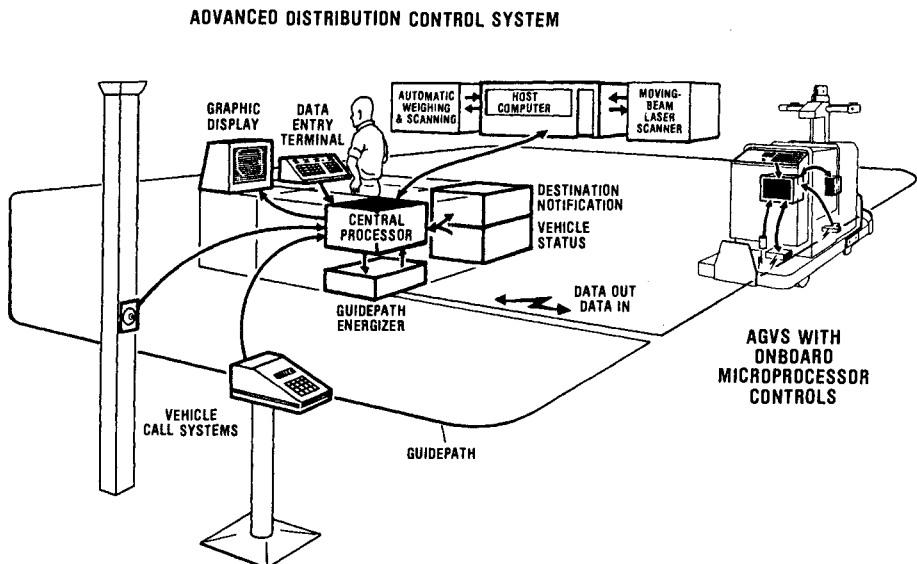 ADVANCED DISTRIBUTION CONTROL SYSTEM
GRAPHIC
DISPLAY
DATA
ENTRY
TERMINAL
AUTOMATIC
WEIGHING
& SCANNING
HOST
COMPUTER
MOVING-
BEAM
LASER
SCANNER
CENTRAL
PROCESSOR
DESTINATION
NOTIFICATION
VEHICLE
STATUS
GUIDEPATH
ENERGIZER
DATA OUT
DATA IN
AGVS WITH
ONBOARD
MICROPROCESSOR
CONTROLS
VEHICLE
CALL SYSTEMS
GUIDEPATH